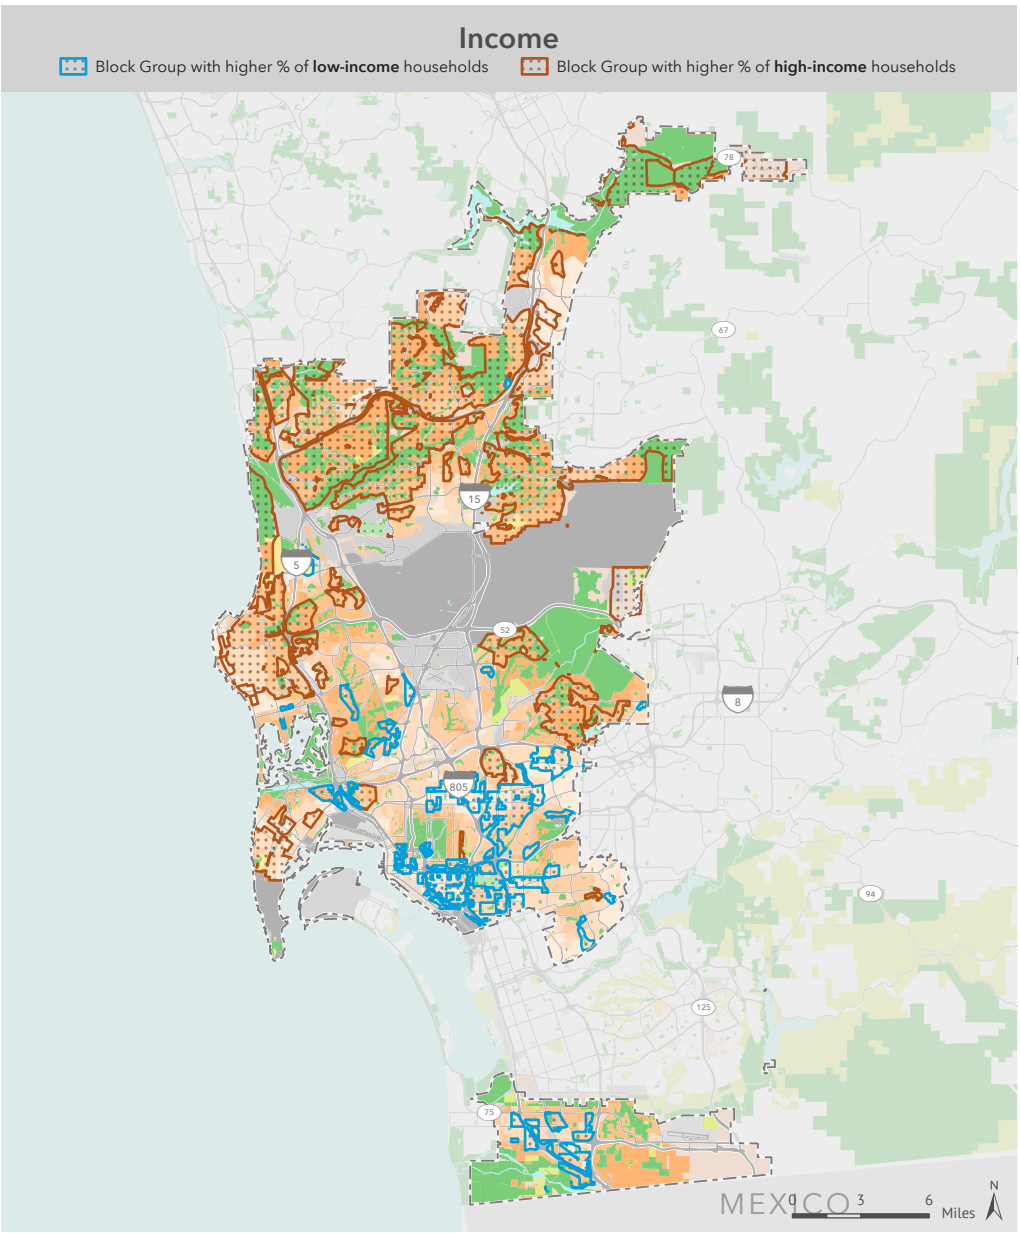 Income
Block Group with higher % of low-income households
Block Group with higher % of high-income households
78
67
15
5
52
8
805
94
125
75
MEXICO
0 3 6
Miles
N